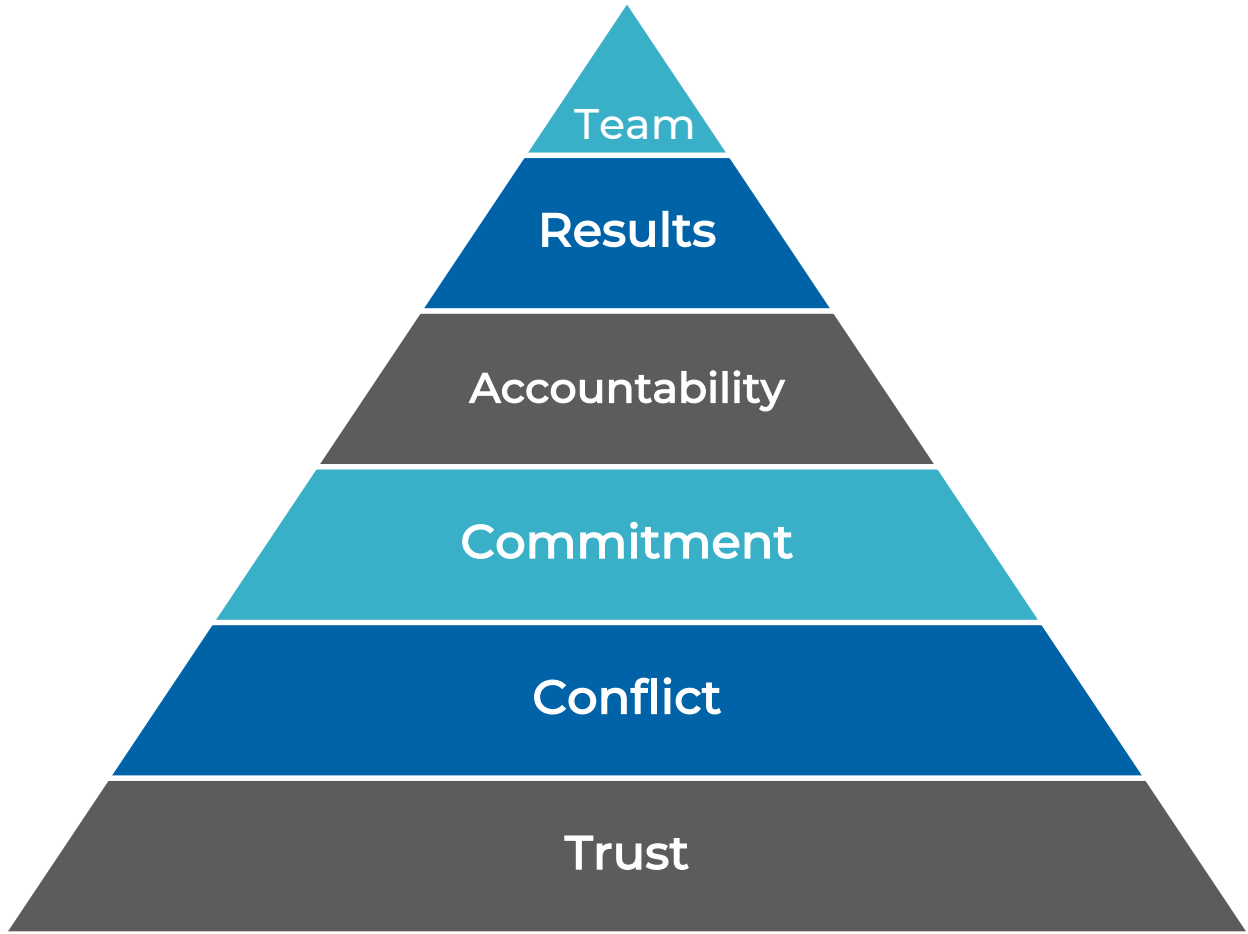 Team
Results
Accountability
Commitment
Conflict
Trust